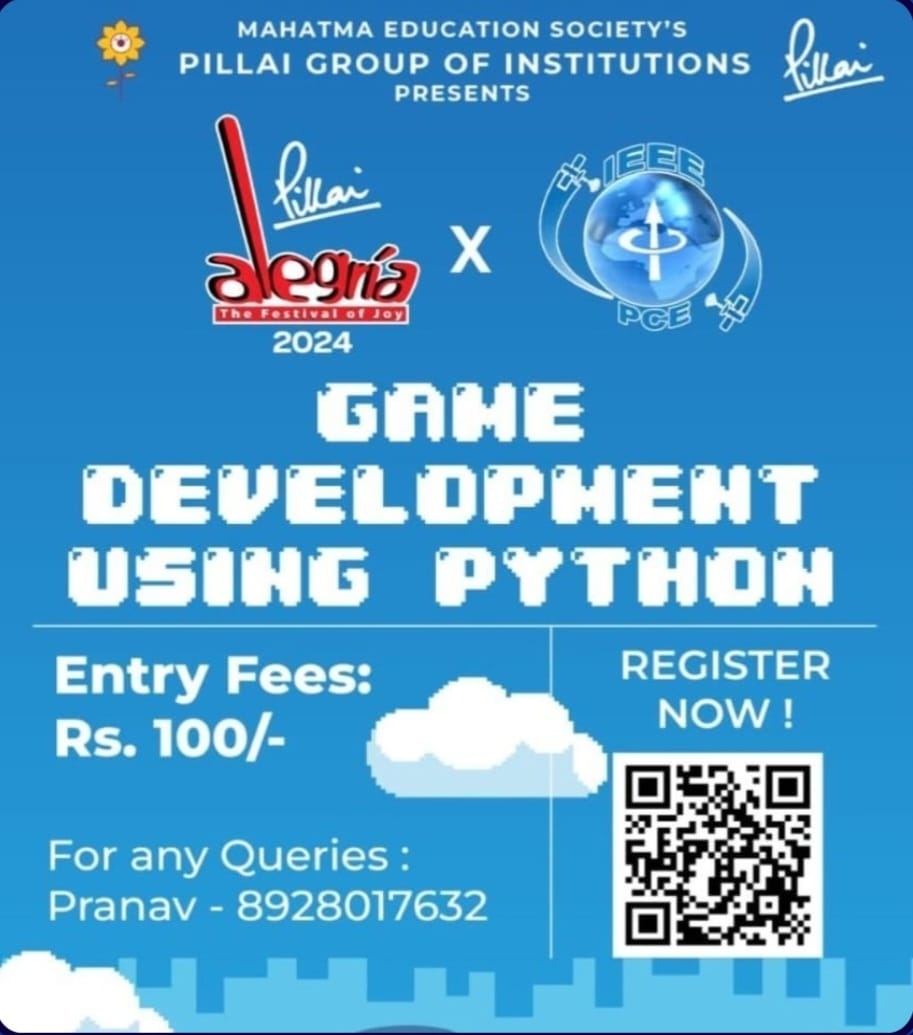 MAHATMA EDUCATION SOCIETY'S
PILLAI GROUP OF INSTITUTIONS
PRESENTS
Pillai
Pillai
alegría
The Festival of Joy
2024
X
IEEE
PCE
GAME
DEVELOPMENT
USING PYTHON
Entry Fees:
Rs. 100/-
REGISTER
NOW !
For any Queries :
Pranav - 8928017632